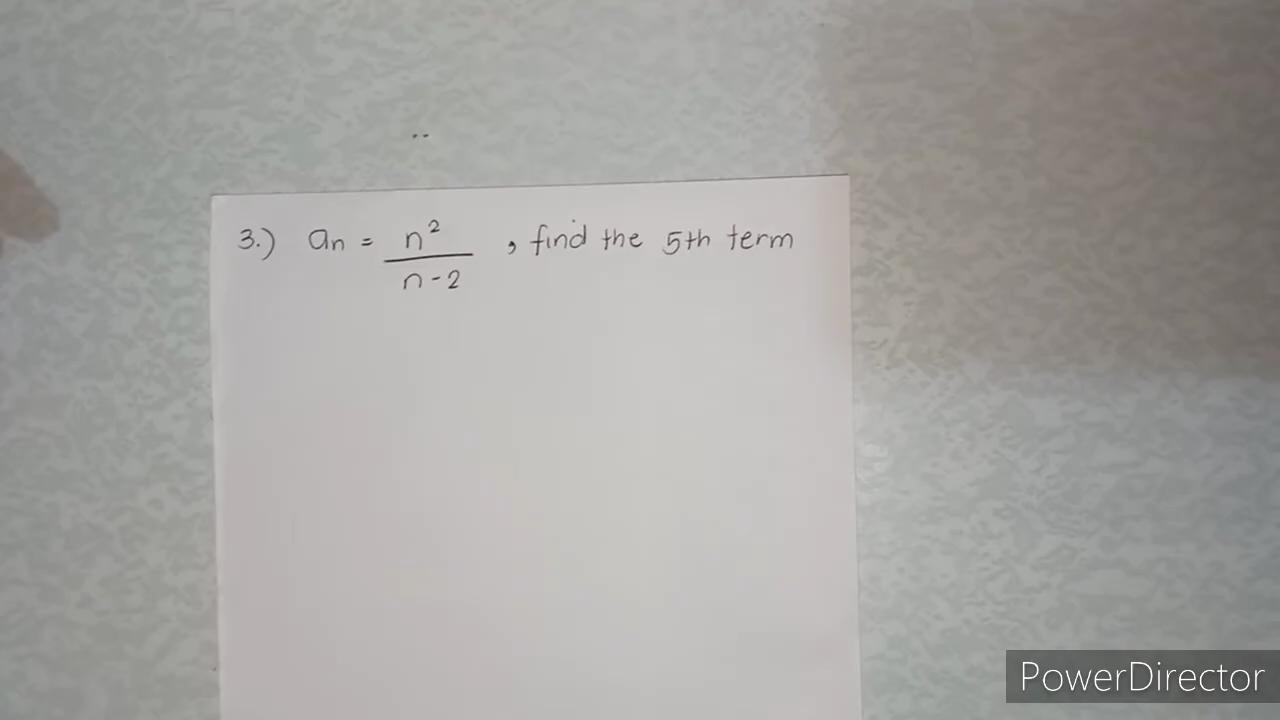 3.) an = n² / n-2 , find the 5th term
PowerDirector